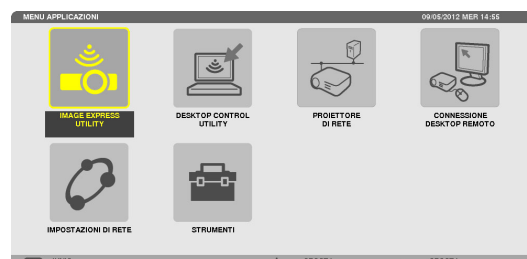 MENU APPLICAZIONI 09/05/2012 MER 14:55
IMAGE EXPRESS
UTILITY
DESKTOP CONTROL
UTILITY
PROIETTORE
DI RETE
CONNESSIONE
DESKTOP REMOTO
IMPOSTAZIONI DI RETE
STRUMENTI